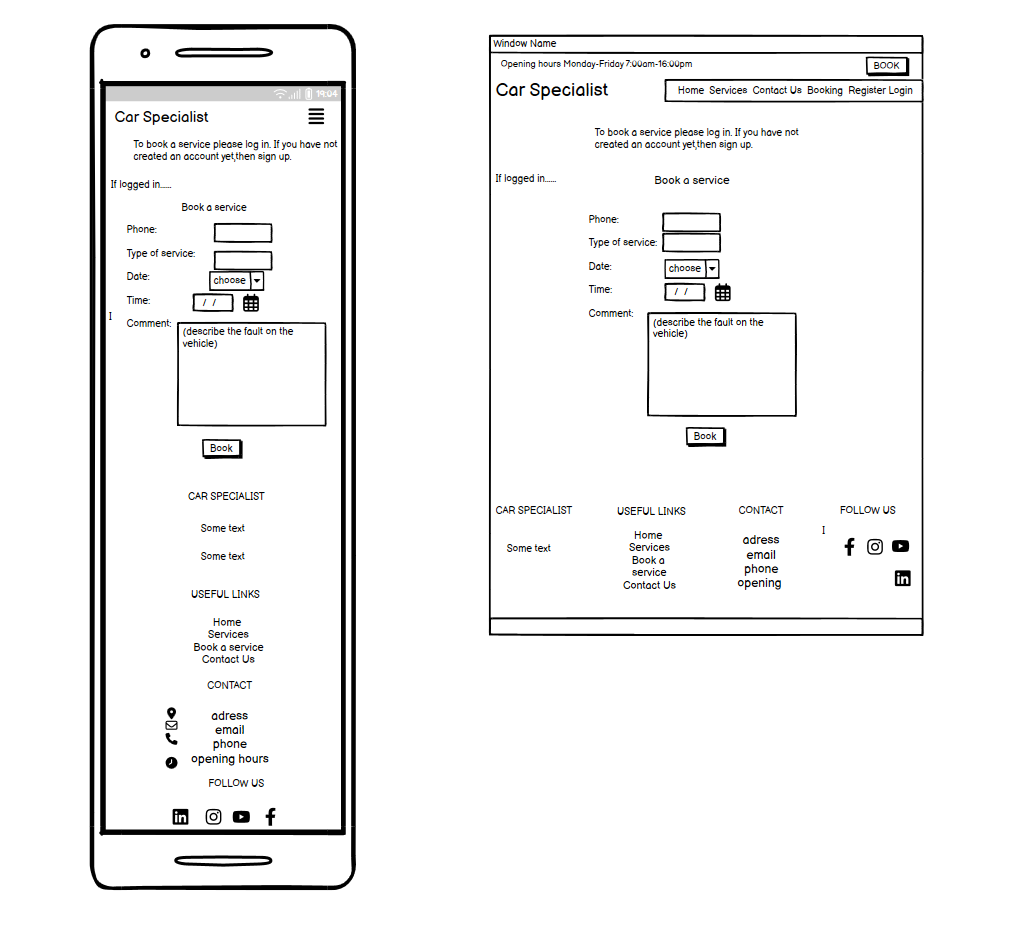 19:04
Car Specialist
To book a service please log in. If you have not
created an account yet,then sign up.
If logged in......
Book a service
Phone:
Type of service:
Date:
choose
Time:
/ /
Comment:
(describe the fault on the
vehicle)
Book
CAR SPECIALIST
Some text
Some text
USEFUL LINKS
Home
Services
Book a service
Contact Us
CONTACT
adress
email
phone
opening hours
FOLLOW US
Window Name
Opening hours Monday-Friday 7:00am-16:00pm
BOOK
Car Specialist
Home Services Contact Us Booking Register Login
To book a service please log in. If you have not
created an account yet,then sign up.
If logged in......
Book a service
Phone:
Type of service:
Date:
choose
Time:
/ /
Comment:
(describe the fault on the
vehicle)
Book
CAR SPECIALIST
Some text
USEFUL LINKS
Home
Services
Book a
service
Contact Us
CONTACT
adress
email
phone
opening
FOLLOW US